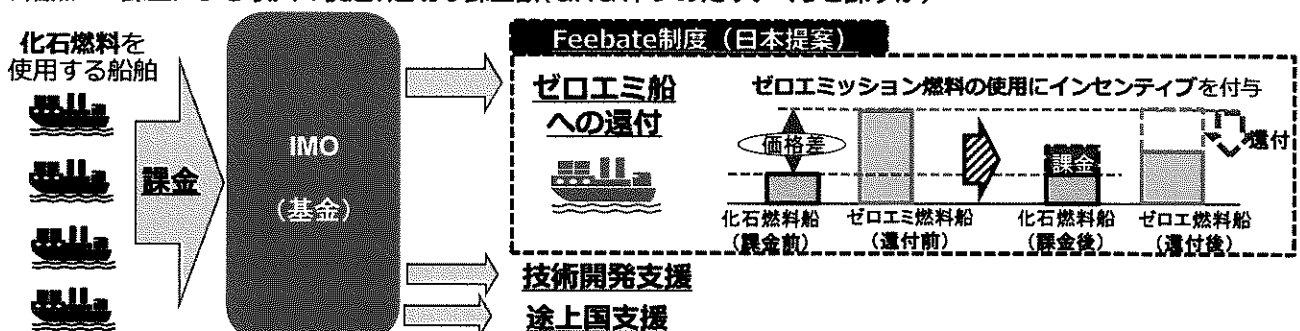 化石燃料を
使用する船舶
課金
IMO
(基金)
Feebate制度（日本提案）
ゼロエミ船
への還付
ゼロエミッション燃料の使用にインセンティブを付与
価格差
課金
還付
化石燃料船
(課金前)
ゼロエミ燃料船
(還付前)
化石燃料船
(課金後)
ゼロエ燃料船
(還付後)
技術開発支援
途上国支援